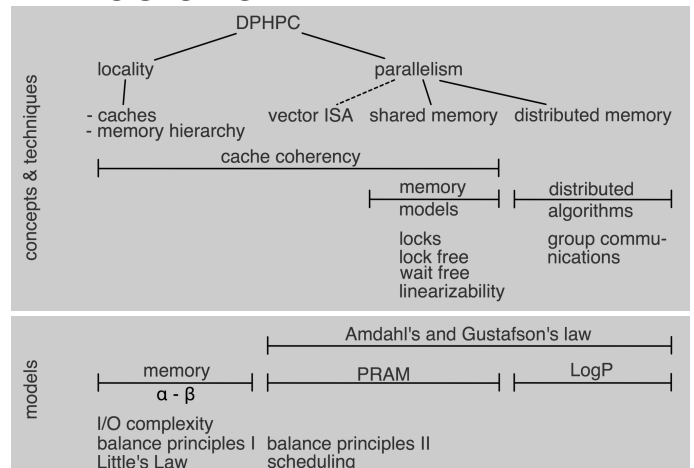 DPHPC
locality
parallelism
- caches
- memory hierarchy
vector ISA
shared memory
distributed memory
concepts & techniques
cache coherency
memory
models
distributed
algorithms
locks
lock free
wait free
linearizability
group commu-
nications
models
Amdahl's and Gustafson's law
memory
α - β
PRAM
LogP
I/O complexity
balance principles I
Little's Law
balance principles II
scheduling